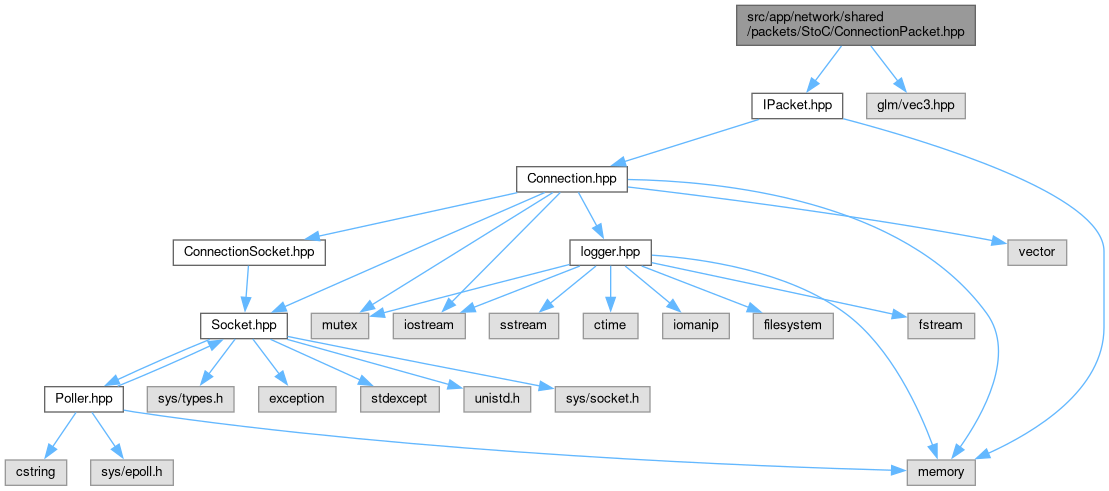 src/app/network/shared
/packets/StoC/ConnectionPacket.hpp
IPacket.hpp
glm/vec3.hpp
Connection.hpp
ConnectionSocket.hpp
logger.hpp
vector
Socket.hpp
mutex
iostream
sstream
ctime
iomanip
filesystem
fstream
Poller.hpp
sys/types.h
exception
stdexcept
unistd.h
sys/socket.h
cstring
sys/epoll.h
memory